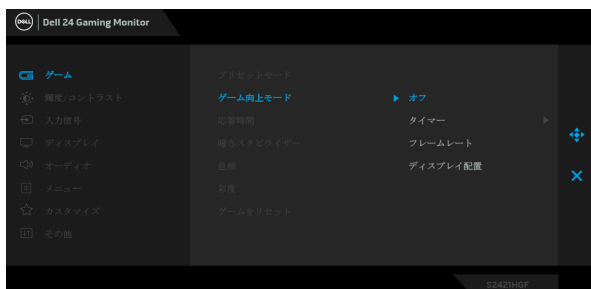 DELL Dell 24 Gaming Monitor
ゲーム
プリセットモード
輝度/コントラスト
ゲーム向上モード
オフ
入力信号
応答時間
タイマー
ディスプレイ
暗さスタビライザー
フレームレート
オーディオ
色相
ディスプレイ配置
メニュー
彩度
カスタマイズ
ゲームをリセット
その他
S2421HGF